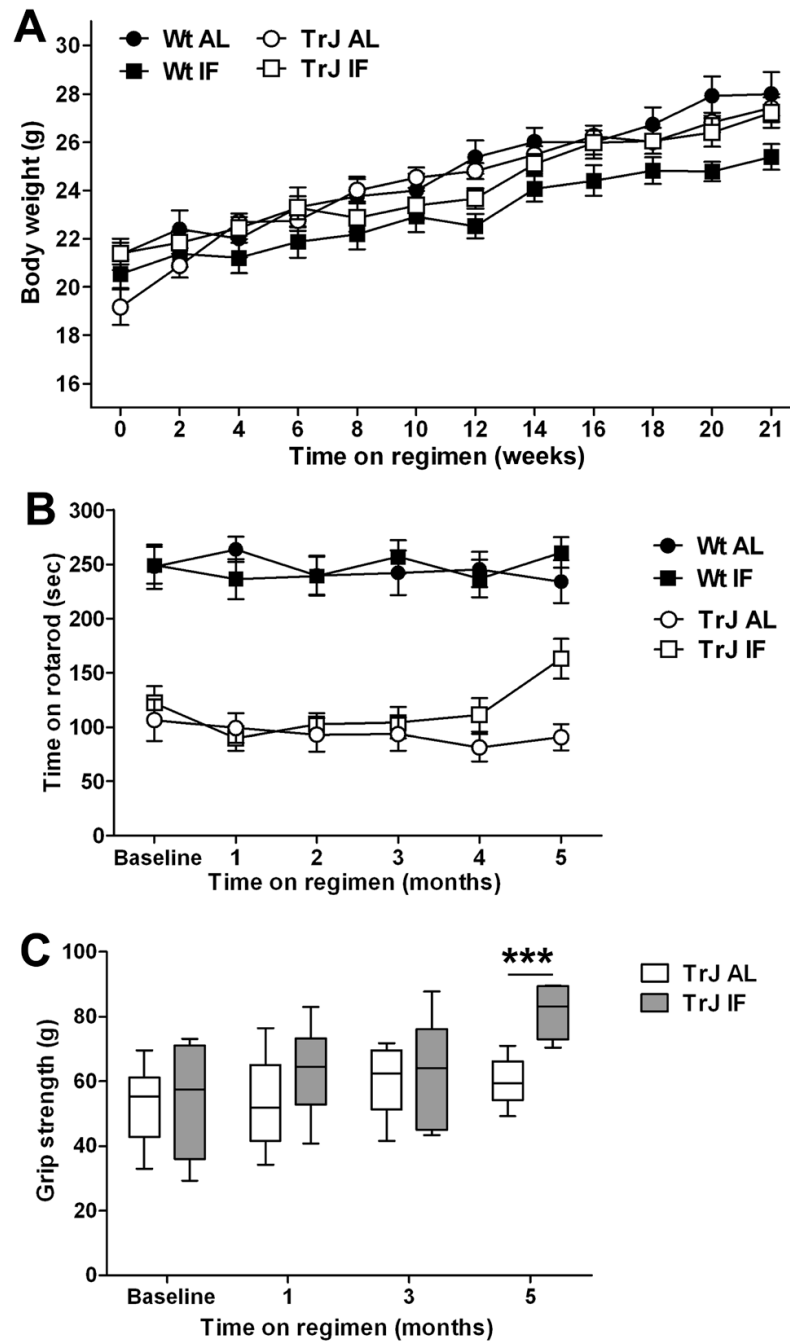 A
Wt AL
TrJ AL
Wt IF
TrJ IF
30
28
26
24
22
20
18
16
Body weight (g)
0 2 4 6 8 10 12 14 16 18 20 21
Time on regimen (weeks)
B
300
250
200
150
100
50
0
Time on rotarod (sec)
Wt AL
Wt IF
TrJ AL
TrJ IF
Baseline 1 2 3 4 5
Time on regimen (months)
C
100
80
60
40
20
0
Grip strength (g)
***
TrJ AL
TrJ IF
Baseline 1 3 5
Time on regimen (months)